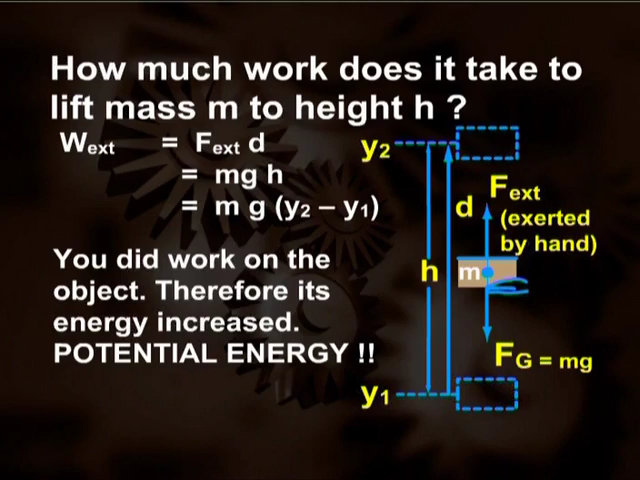 How much work does it take to
lift mass m to height h ?
Wext = Fext d
= mg h
= m g (y2 – y1)
You did work on the
object. Therefore its
energy increased.
POTENTIAL ENERGY !!
y2
Fext
d
(exerted
by hand)
h
m
FG = mg
y1